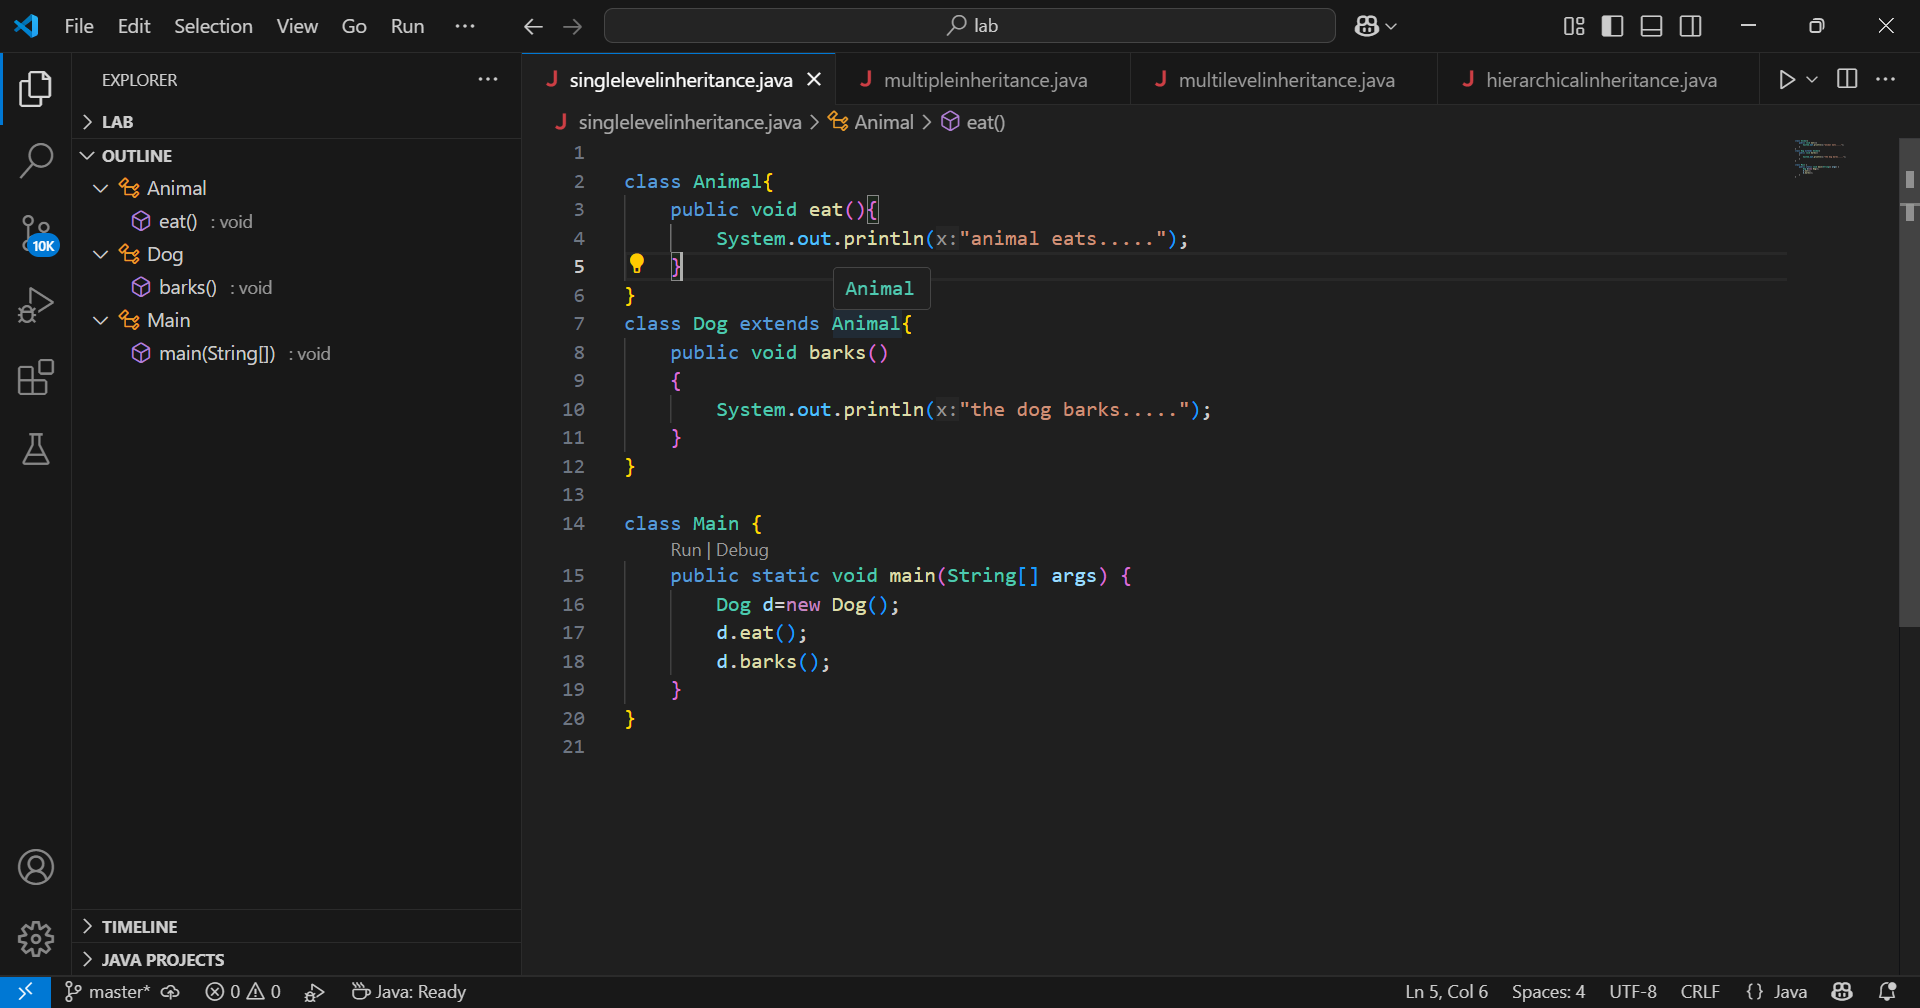 File Edit Selection View Go Run ··· lab
EXPLORER ···
LAB
OUTLINE
Animal
eat() : void
Dog
barks() : void
Main
main(String[]) : void
TIMELINE
JAVA PROJECTS
singlelevelinheritance.java multipleinheritance.java multilevelinheritance.java hierarchicalinheritance.java
singlelevelinheritance.java > Animal > eat()
1
2 class Animal{
3 public void eat(){
4 System.out.println(x:"animal eats.....");
5 }
Animal
6 }
7 class Dog extends Animal{
8 public void barks()
9 {
10 System.out.println(x:"the dog barks.....");
11 }
12 }
13
14 class Main {
Run | Debug
15 public static void main(String[] args) {
16 Dog d=new Dog();
17 d.eat();
18 d.barks();
19 }
20 }
21
10K
master* 0 0 Java: Ready Ln 5, Col 6 Spaces: 4 UTF-8 CRLF {} Java